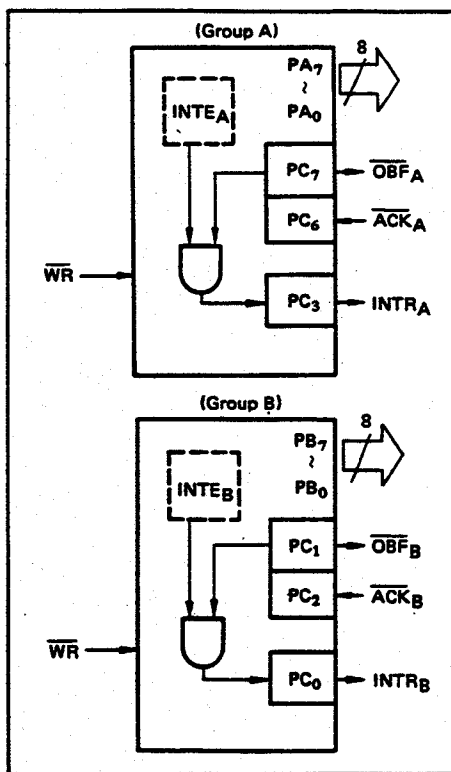 (Group A)
8
PA7
~
PA0
INTEA
PC7
OBFA
PC6
ACKA
WR
PC3
INTRA
(Group B)
8
PB7
~
PB0
INTEB
PC1
OBFB
PC2
ACKB
WR
PC0
INTRB